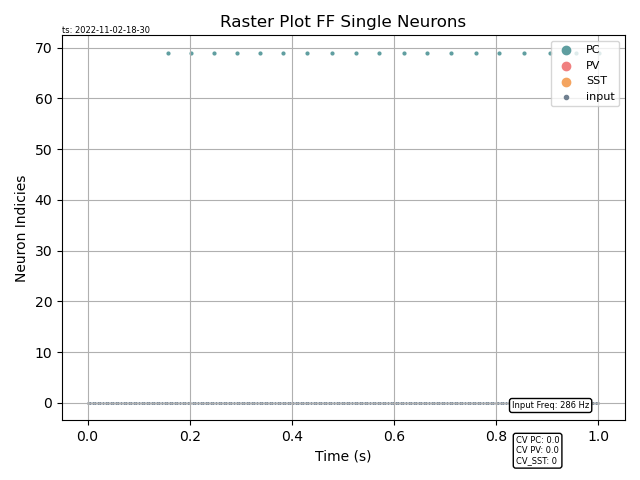 Raster Plot FF Single Neurons
ts: 2022-11-02-18-30
70
60
50
40
30
20
10
0
Neuron Indicies
PC
PV
SST
input
Input Freq: 286 Hz
0.0 0.2 0.4 0.6 0.8 1.0
Time (s)
CV PC: 0.0
CV PV: 0.0
CV_SST: 0